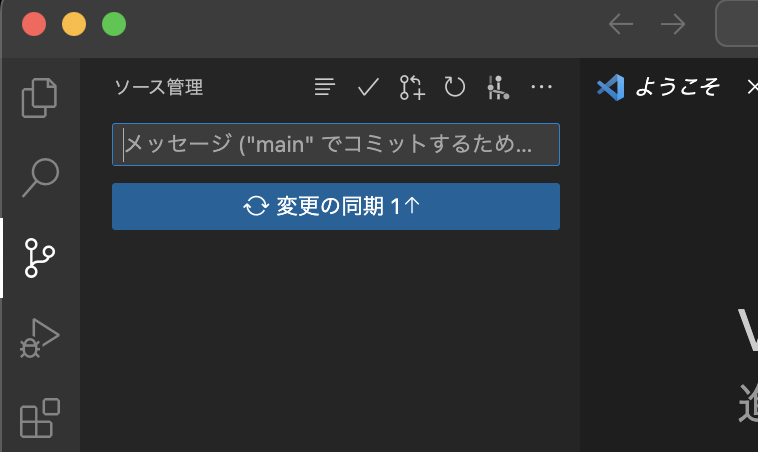 ソース管理
ようこそ
メッセージ ("main" でコミットするため...
変更の同期 1↑